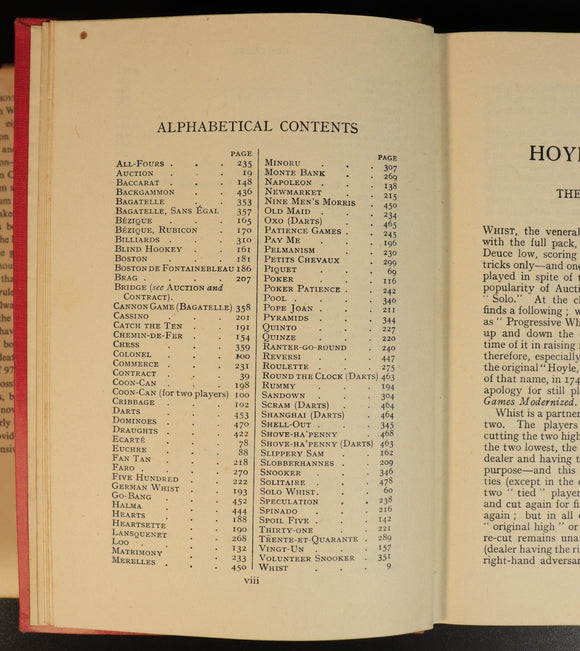 ALPHABETICAL CONTENTS
PAGE
ALL-FOURS . . . 235
AUCTION . . . 19
BACCARAT . . . 148
BACKGAMMON . . . 436
BAGATELLE . . . 353
BAGATELLE, SANS ÉGAL . 357
BÉZIQUE . . . 165
BÉZIQUE, RUBICON . . 170
BILLIARDS . . . 310
BLIND HOOKEY . . 161
BOSTON . . . 181
BOSTON DE FONTAINEBLEAU 186
BRAG . . . 207
BRIDGE (see AUCTION and
CONTRACT).
CANNON GAME (BAGATELLE) 358
CASSINO . . . 201
CATCH THE TEN . . 191
CHEMIN-DE-FER . . 154
CHESS . . . 359
COLONEL . . . 100
COMMERCE . . . 231
CONTRACT . . . 39
COON-CAN . . . 198
COON-CAN (for two players) 100
CRIBBAGE . . . 102
DARTS . . . 453
DOMINOES . . . 470
DRAUGHTS . . . 422
ECARTÉ . . . 78
EUCHRE . . . 88
FAN TAN . . . 218
FARO . . . 270
FIVE HUNDRED . . 222
GERMAN WHIST . . 193
GO-BANG . . . 452
HALMA . . . 444
HEARTS . . . 188
HEARTSETTE . . . 190
LANSQUENET . . . 268
LOO . . . 132
MATRIMONY . . . 233
MERELLES . . . 450
PAGE
MINORU . . . 307
MONTE BANK . . . 269
NAPOLEON . . . 138
NEWMARKET . . . 215
NINE MEN'S MORRIS . 450
OLD MAID . . . 234
OXO (DARTS) . . . 465
PATIENCE GAMES . . 245
PAY ME . . . 196
PELMANISM . . . 230
PETITS CHEVAUX . . 299
PIQUET . . . 69
POKER . . . 116
POKER PATIENCE . . 242
POOL . . . 340
POPE JOAN . . . 211
PYRAMIDS . . . 344
QUINTO . . . 227
QUINZE . . . 220
RANTER-GO-ROUND . . 240
REVERSI . . . 447
ROULETTE . . . 275
ROUND THE CLOCK (DARTS) 463
RUMMY . . . 194
SANDOWN . . . 304
SCRAM (DARTS) . . 464
SHANGHAI (DARTS) . . 464
SHELL-OUT . . . 345
SHOVE-HA'PENNY . . 468
SHOVE-HA'PENNY (DARTS) 463
SLIPPERY SAM . . 162
SLOBBERHANNES . . 209
SNOOKER . . . 346
SOLITAIRE . . . 478
SOLO WHIST . . . 60
SPECULATION . . . 238
SPINADO . . . 216
SPOIL FIVE . . . 142
THIRTY-ONE . . . 221
TRENTE-ET-QUARANTE . 289
VINGT-UN . . . 157
VOLUNTEER SNOOKER . 351
WHIST . . . 9
viii
HOYL
THE
WHIST, the venerab
with the full pack,
Deuce low, scoring
tricks only—and one
played in spite of t
popularity of Aucti
" Solo." At the cl
finds a following ; w
as " Progressive Wh
up and down the
time of it in raising
therefore, especially
the original "Hoyle,
of that name, in 174
apology for still p
Games Modernized.
Whist is a partner
two. The players
cutting the two high
the two lowest, the
dealer and having t
purpose—and this
ties (except in the c
two " tied " player
and cut again for fi
again ; but in all
" original high " or
re-cut remains unal
(dealer having the ri
right-hand adversar